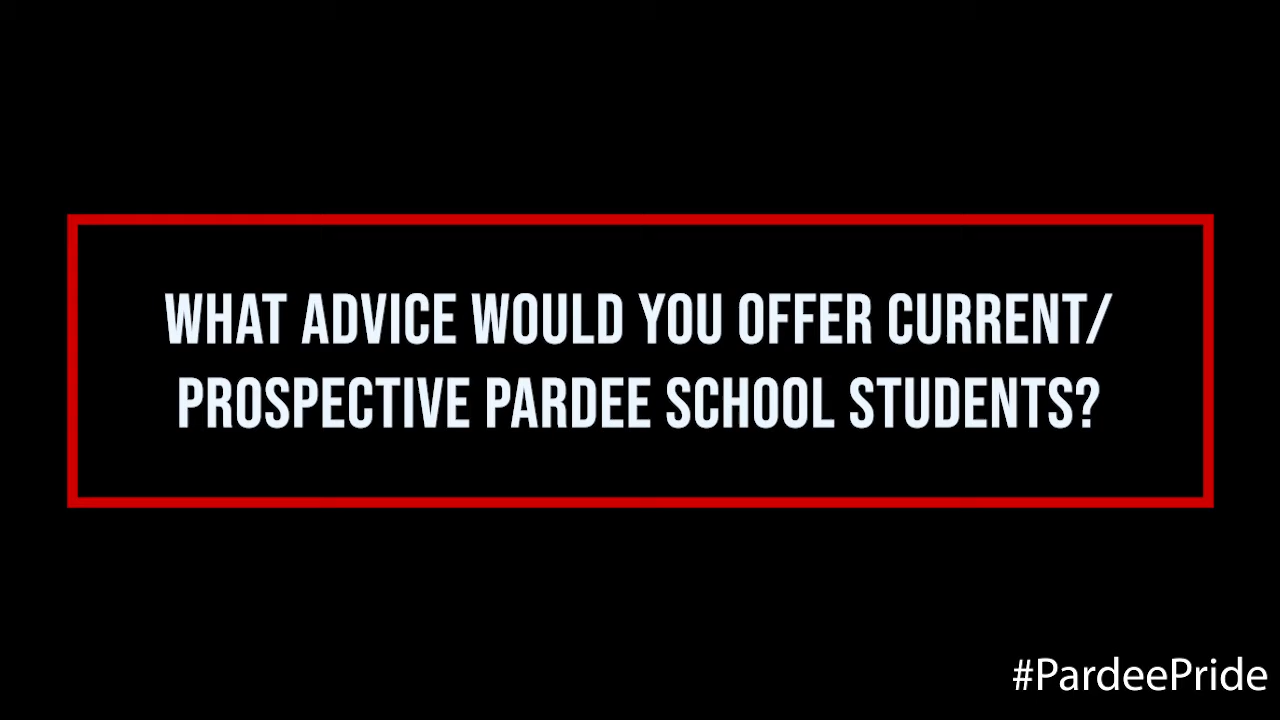 WHAT ADVICE WOULD YOU OFFER CURRENT/
PROSPECTIVE PARDEE SCHOOL STUDENTS?
#PardeePride